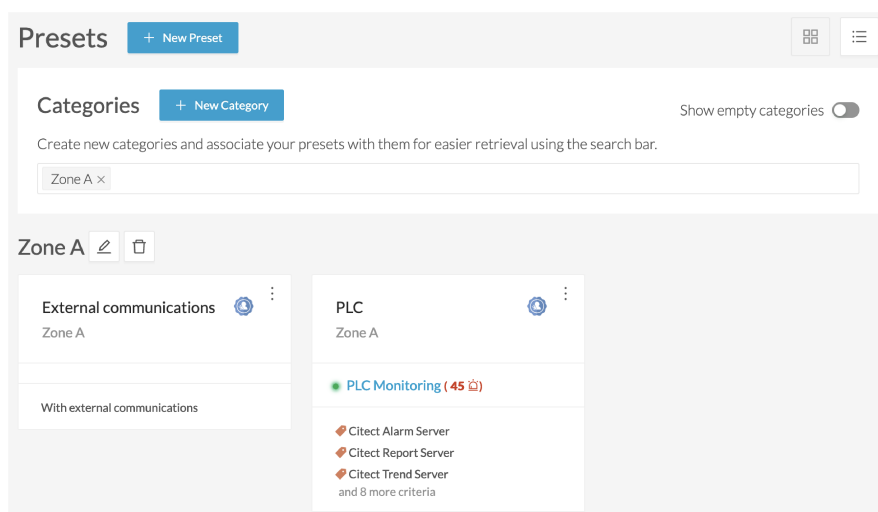 Presets
+ New Preset
Categories
+ New Category
Show empty categories
Create new categories and associate your presets with them for easier retrieval using the search bar.
Zone A ×
Zone A
External communications
Zone A
With external communications
PLC
Zone A
PLC Monitoring ( 45 )
Citect Alarm Server
Citect Report Server
Citect Trend Server
and 8 more criteria